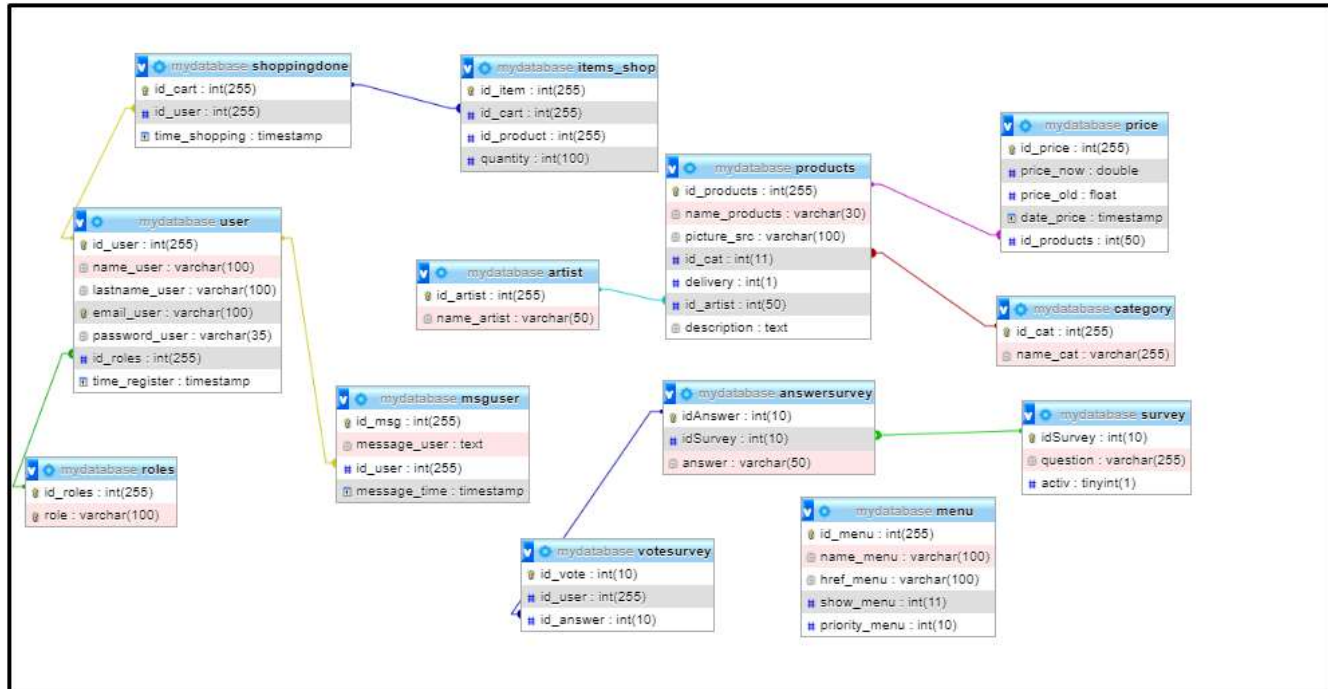 mydatabase shoppingdone
id_cart : int(255)
id_user : int(255)
time_shopping : timestamp
mydatabase items_shop
id_item : int(255)
id_cart : int(255)
id_product : int(255)
quantity : int(100)
mydatabase price
id_price : int(255)
price_now : double
price_old : float
date_price : timestamp
id_products : int(50)
mydatabase products
id_products : int(255)
name_products : varchar(30)
picture_src : varchar(100)
id_cat : int(11)
delivery : int(1)
id_artist : int(50)
description : text
mydatabase user
id_user : int(255)
name_user : varchar(100)
lastname_user : varchar(100)
email_user : varchar(100)
password_user : varchar(35)
id_roles : int(255)
time_register : timestamp
mydatabase artist
id_artist : int(255)
name_artist : varchar(50)
mydatabase category
id_cat : int(255)
name_cat : varchar(255)
mydatabase msguser
id_msg : int(255)
message_user : text
id_user : int(255)
message_time : timestamp
mydatabase answersurvey
idAnswer : int(10)
idSurvey : int(10)
answer : varchar(50)
mydatabase survey
idSurvey : int(10)
question : varchar(255)
activ : tinyint(1)
mydatabase roles
id_roles : int(255)
role : varchar(100)
mydatabase menu
id_menu : int(255)
name_menu : varchar(100)
href_menu : varchar(100)
show_menu : int(11)
priority_menu : int(10)
mydatabase votesurvey
id_vote : int(10)
id_user : int(255)
id_answer : int(10)